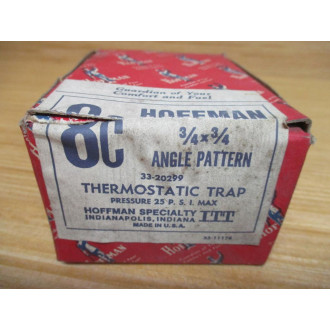 Guardian of Your
Comfort and Fuel
8C HOFFMAN
3/4 x 3/4
ANGLE PATTERN
33-20299
THERMOSTATIC TRAP
PRESSURE 25 P. S. I. MAX
HOFFMAN SPECIALTY ITT
INDIANAPOLIS, INDIANA
MADE IN U.S.A.